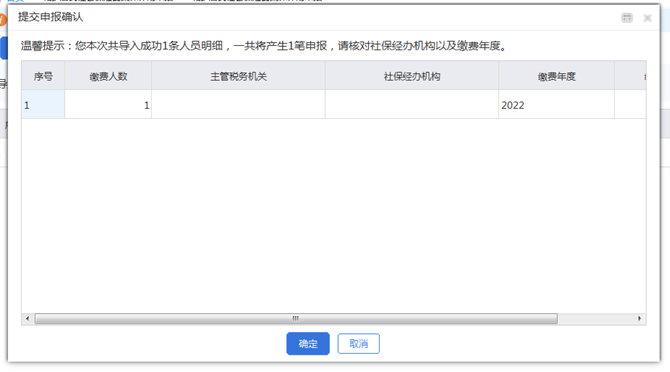 提交申报确认
温馨提示：您本次共导入成功1条人员明细，一共将产生1笔申报，请核对社保经办机构以及缴费年度。
序号 缴费人数 主管税务机关 社保经办机构 缴费年度
1 1 2022
确定 取消